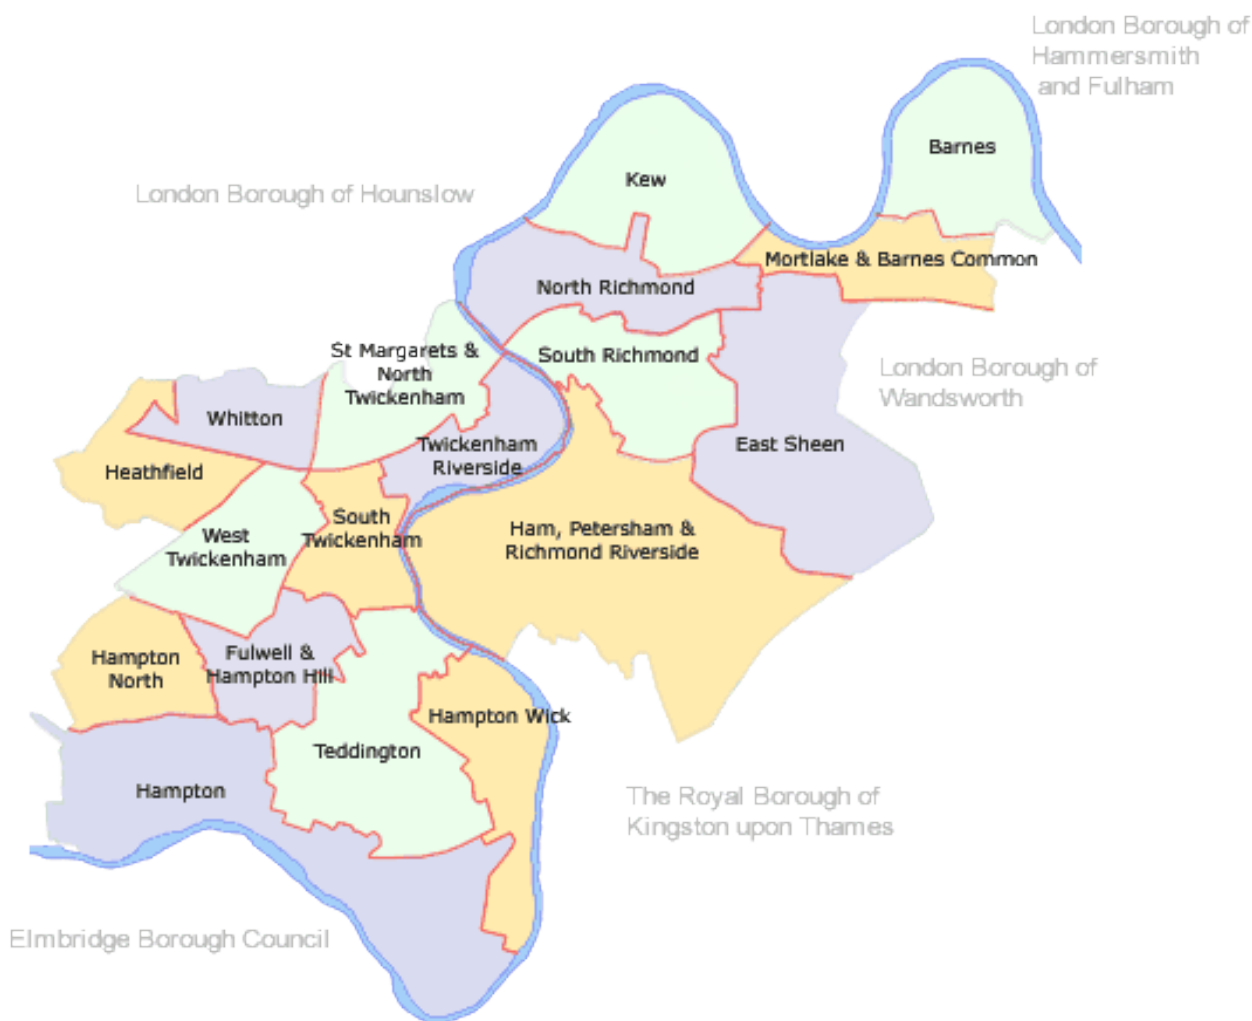 London Borough of
Hammersmith
and Fulham
Barnes
Kew
London Borough of Hounslow
Mortlake & Barnes Common
North Richmond
St Margarets &
North
Twickenham
South Richmond
London Borough of
Wandsworth
Whitton
Twickenham
Riverside
East Sheen
Heathfield
South
Twickenham
West
Twickenham
Ham, Petersham &
Richmond Riverside
Hampton
North
Fulwell &
Hampton Hill
Hampton Wick
Teddington
Hampton
The Royal Borough of
Kingston upon Thames
Elmbridge Borough Council